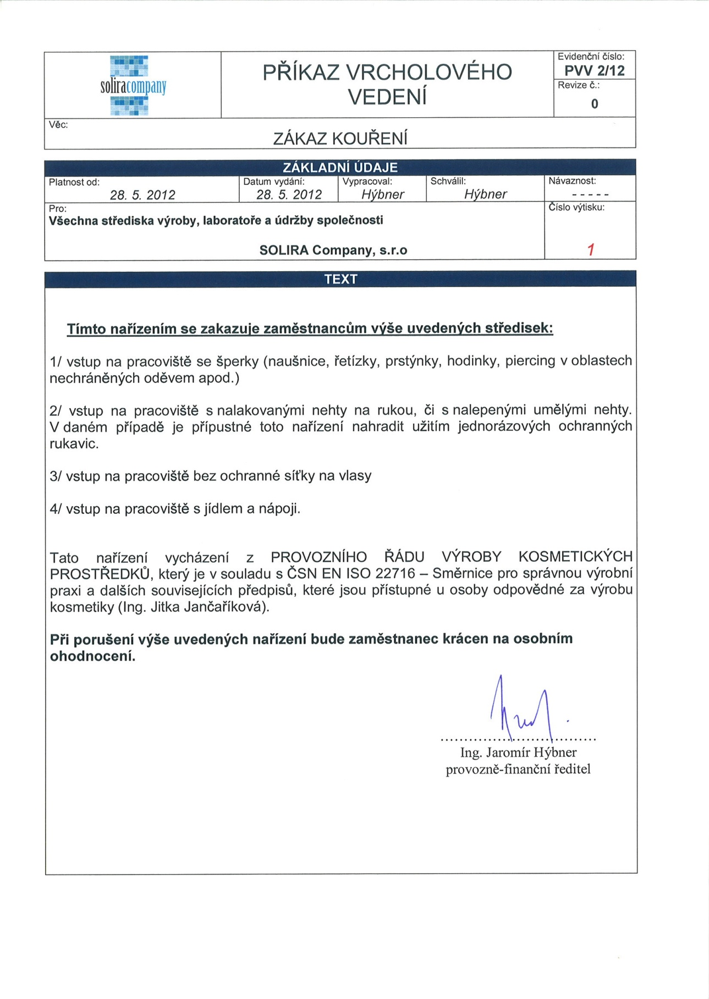 soliracompany
PŘÍKAZ VRCHOLOVÉHO
VEDENÍ
Evidenční číslo:
PVV 2/12
Revize č.:
0
Věc:
ZÁKAZ KOUŘENÍ
ZÁKLADNÍ ÚDAJE
Platnost od:
28. 5. 2012
Datum vydání:
28. 5. 2012
Vypracoval:
Hýbner
Schválil:
Hýbner
Návaznost:
- - - - -
Pro:
Všechna střediska výroby, laboratoře a údržby společnosti
SOLIRA Company, s.r.o
Číslo výtisku:
1
TEXT
Tímto nařízením se zakazuje zaměstnancům výše uvedených středisek:
1/ vstup na pracoviště se šperky (naušnice, řetízky, prstýnky, hodinky, piercing v oblastech
nechráněných oděvem apod.)
2/ vstup na pracoviště s nalakovanými nehty na rukou, či s nalepenými umělými nehty.
V daném případě je přípustné toto nařízení nahradit užitím jednorázových ochranných
rukavic.
3/ vstup na pracoviště bez ochranné síťky na vlasy
4/ vstup na pracoviště s jídlem a nápoji.
Tato nařízení vycházení z PROVOZNÍHO ŘÁDU VÝROBY KOSMETICKÝCH
PROSTŘEDKŮ, který je v souladu s ČSN EN ISO 22716 – Směrnice pro správnou výrobní
praxi a dalších souvisejících předpisů, které jsou přístupné u osoby odpovědné za výrobu
kosmetiky (Ing. Jitka Jančaříková).
Při porušení výše uvedených nařízení bude zaměstnanec krácen na osobním
ohodnocení.
Ing. Jaromír Hýbner
provozně-finanční ředitel